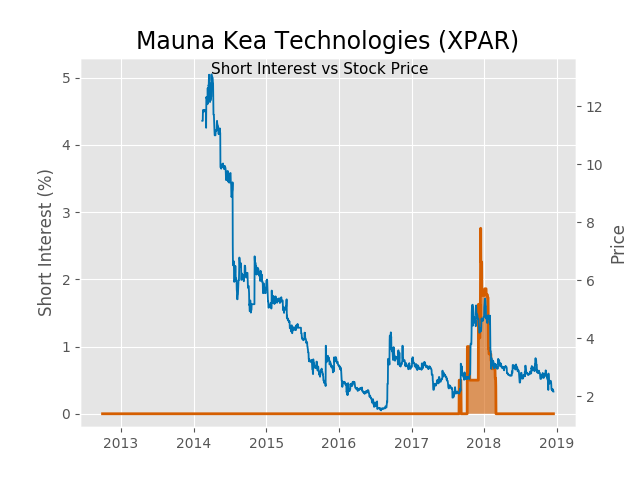 Mauna Kea Technologies (XPAR)
Short Interest vs Stock Price
Short Interest (%)
Price
5
4
3
2
1
0
12
10
8
6
4
2
2013 2014 2015 2016 2017 2018 2019